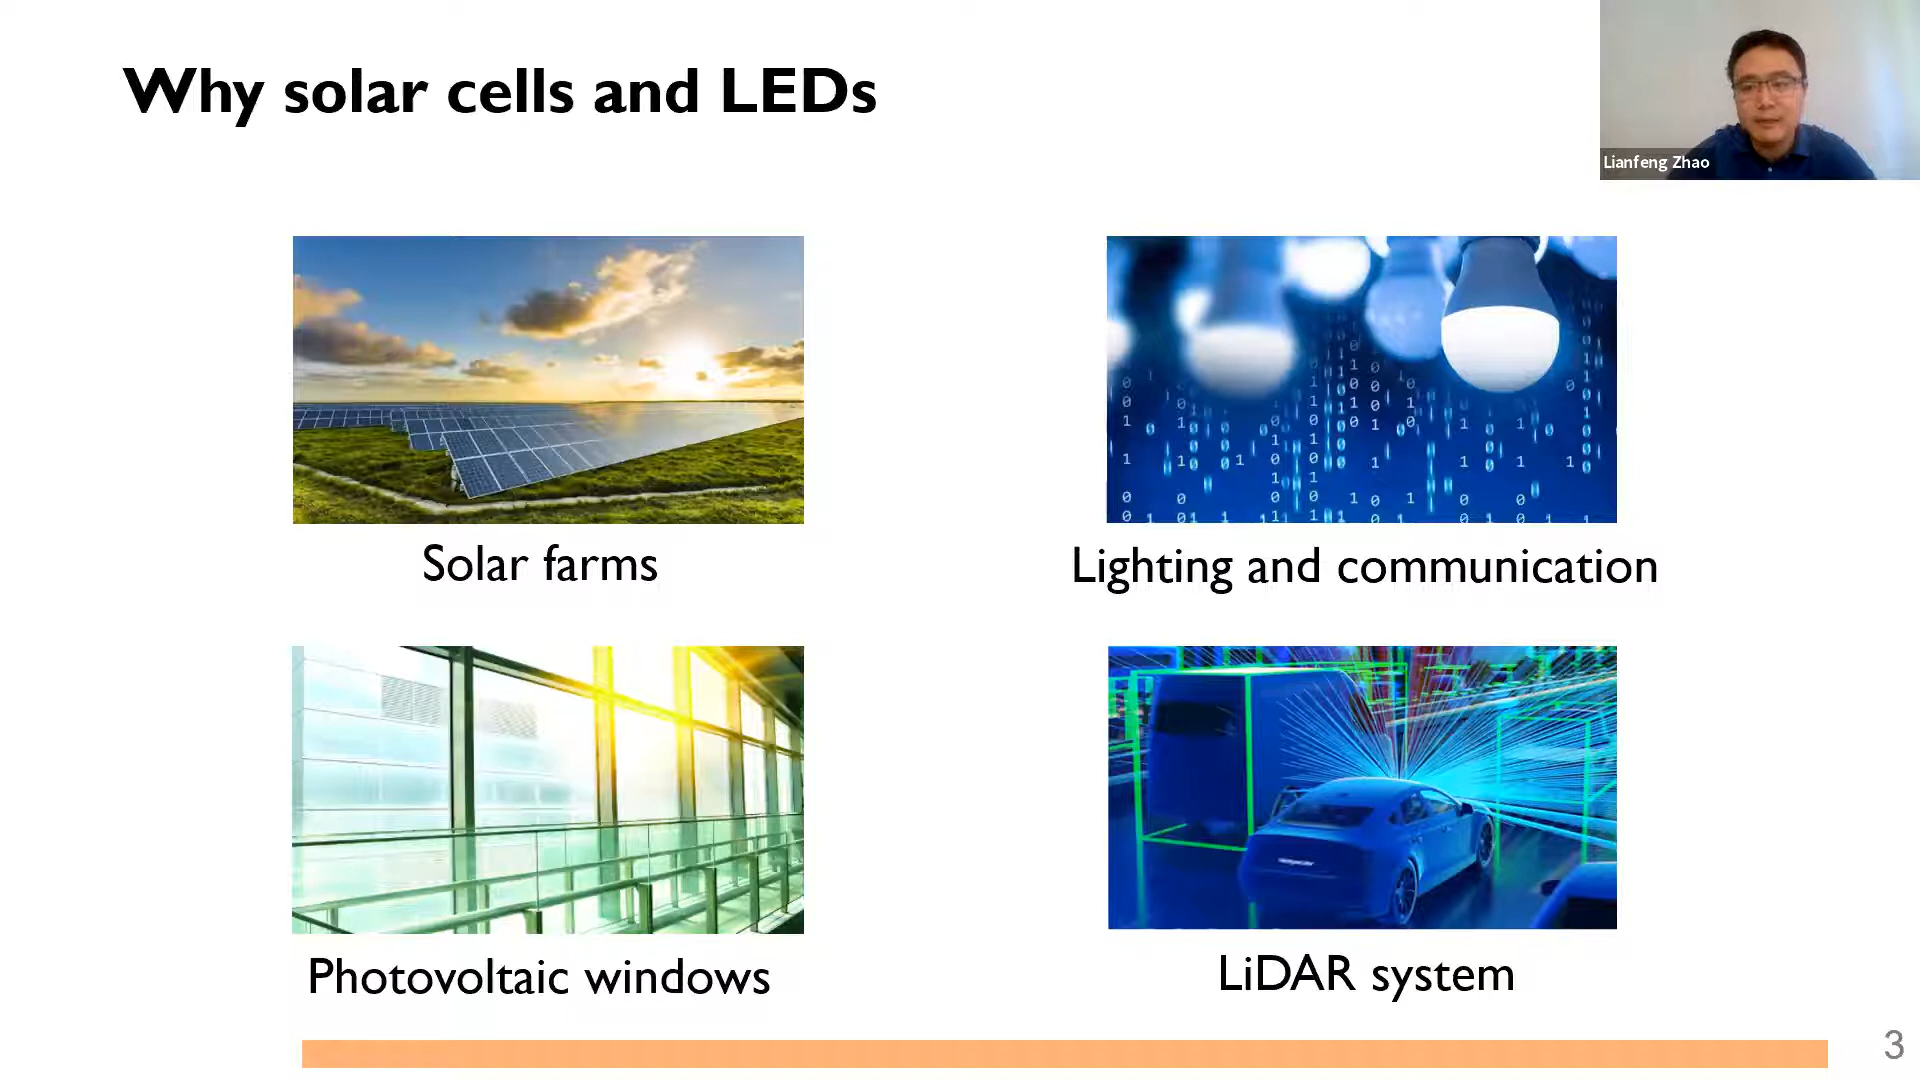 Why solar cells and LEDs
Lianfeng Zhao
Solar farms
Lighting and communication
Photovoltaic windows
LiDAR system
3